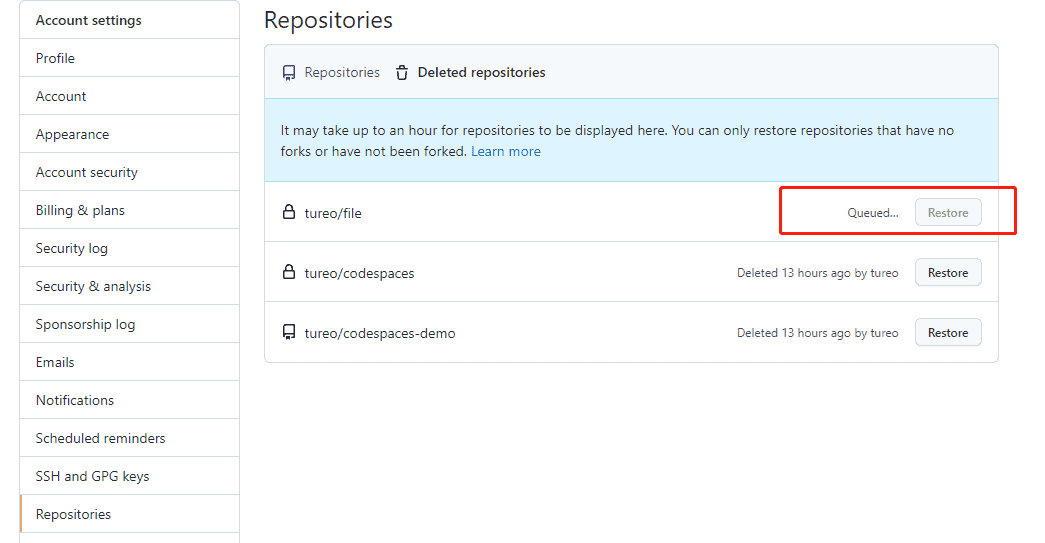 Account settings
Profile
Account
Appearance
Account security
Billing & plans
Security log
Security & analysis
Sponsorship log
Emails
Notifications
Scheduled reminders
SSH and GPG keys
Repositories
Repositories
Repositories Deleted repositories
It may take up to an hour for repositories to be displayed here. You can only restore repositories that have no
forks or have not been forked. Learn more
tureo/file Queued... Restore
tureo/codespaces Deleted 13 hours ago by tureo Restore
tureo/codespaces-demo Deleted 13 hours ago by tureo Restore